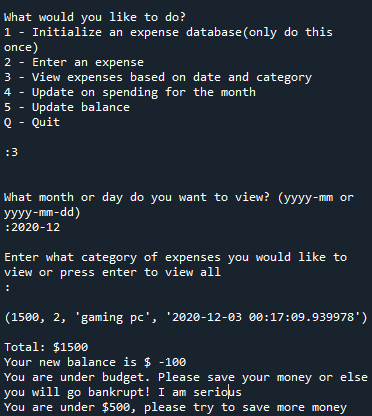 What would you like to do?
1 - Initialize an expense database(only do this
once)
2 - Enter an expense
3 - View expenses based on date and category
4 - Update on spending for the month
5 - Update balance
Q - Quit
:3
What month or day do you want to view? (yyyy-mm or
yyyy-mm-dd)
:2020-12
Enter what category of expenses you would like to
view or press enter to view all
:
(1500, 2, 'gaming pc', '2020-12-03 00:17:09.939978')
Total: $1500
Your new balance is $ -100
You are under budget. Please save your money or else
you will go bankrupt! I am serious
You are under $500, please try to save more money